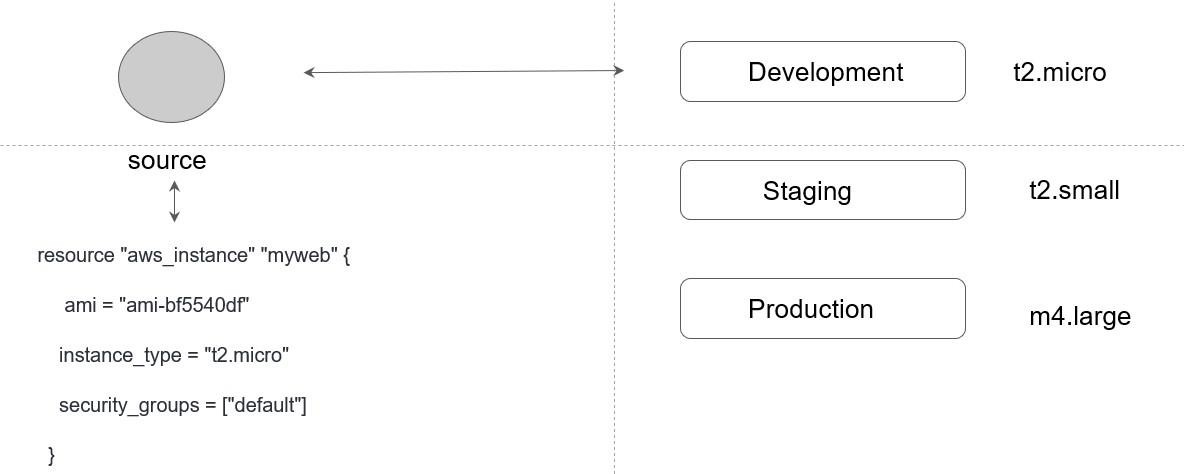 Development
t2.micro
source
Staging
t2.small
resource "aws_instance" "myweb" {
ami = "ami-bf5540df"
instance_type = "t2.micro"
security_groups = ["default"]
}
Production
m4.large